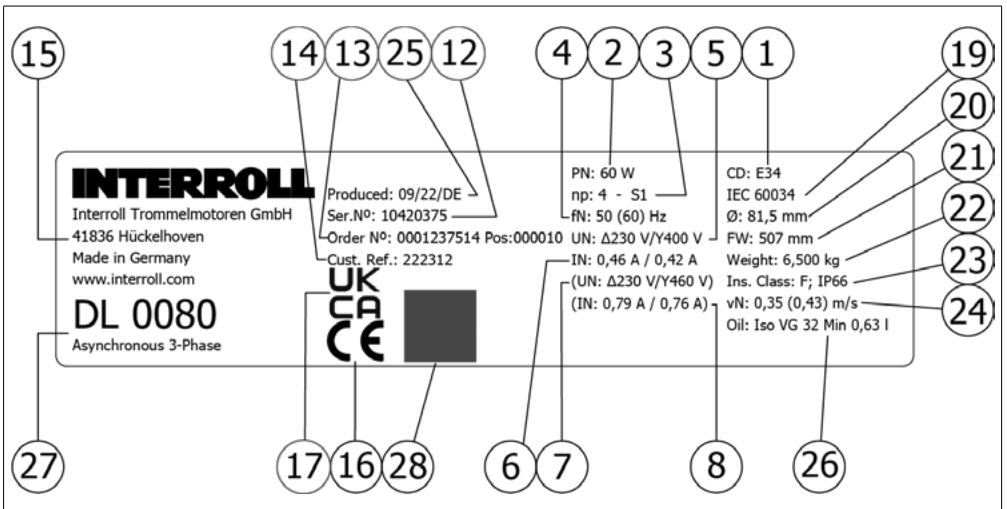 15
14
13
25
12
4
2
3
5
1
19
20
21
22
23
24
INTERROLL
Interroll Trommelmotoren GmbH
41836 Hückelhoven
Made in Germany
www.interroll.com
DL 0080
Asynchronous 3-Phase
Produced: 09/22/DE
Ser.Nº: 10420375
Order Nº: 0001237514 Pos:000010
Cust. Ref.: 222312
UK
CA
CE
PN: 60 W
np: 4 - S1
fN: 50 (60) Hz
UN: Δ230 V/Y400 V
IN: 0,46 A / 0,42 A
(UN: Δ230 V/Y460 V)
(IN: 0,79 A / 0,76 A)
CD: E34
IEC 60034
Ø: 81,5 mm
FW: 507 mm
Weight: 6,500 kg
Ins. Class: F; IP66
vN: 0,35 (0,43) m/s
Oil: Iso VG 32 Min 0,63 l
27
17
16
28
6
7
8
26